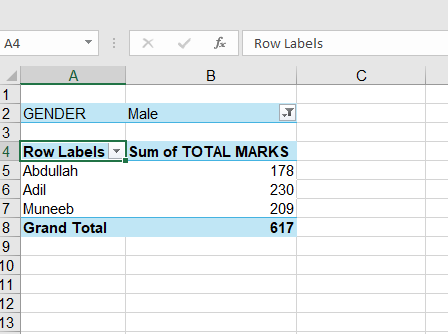 A4 fx Row Labels
A B C
1
2 GENDER Male
3
4 Row Labels Sum of TOTAL MARKS
5 Abdullah 178
6 Adil 230
7 Muneeb 209
8 Grand Total 617
9
10
11
12
13